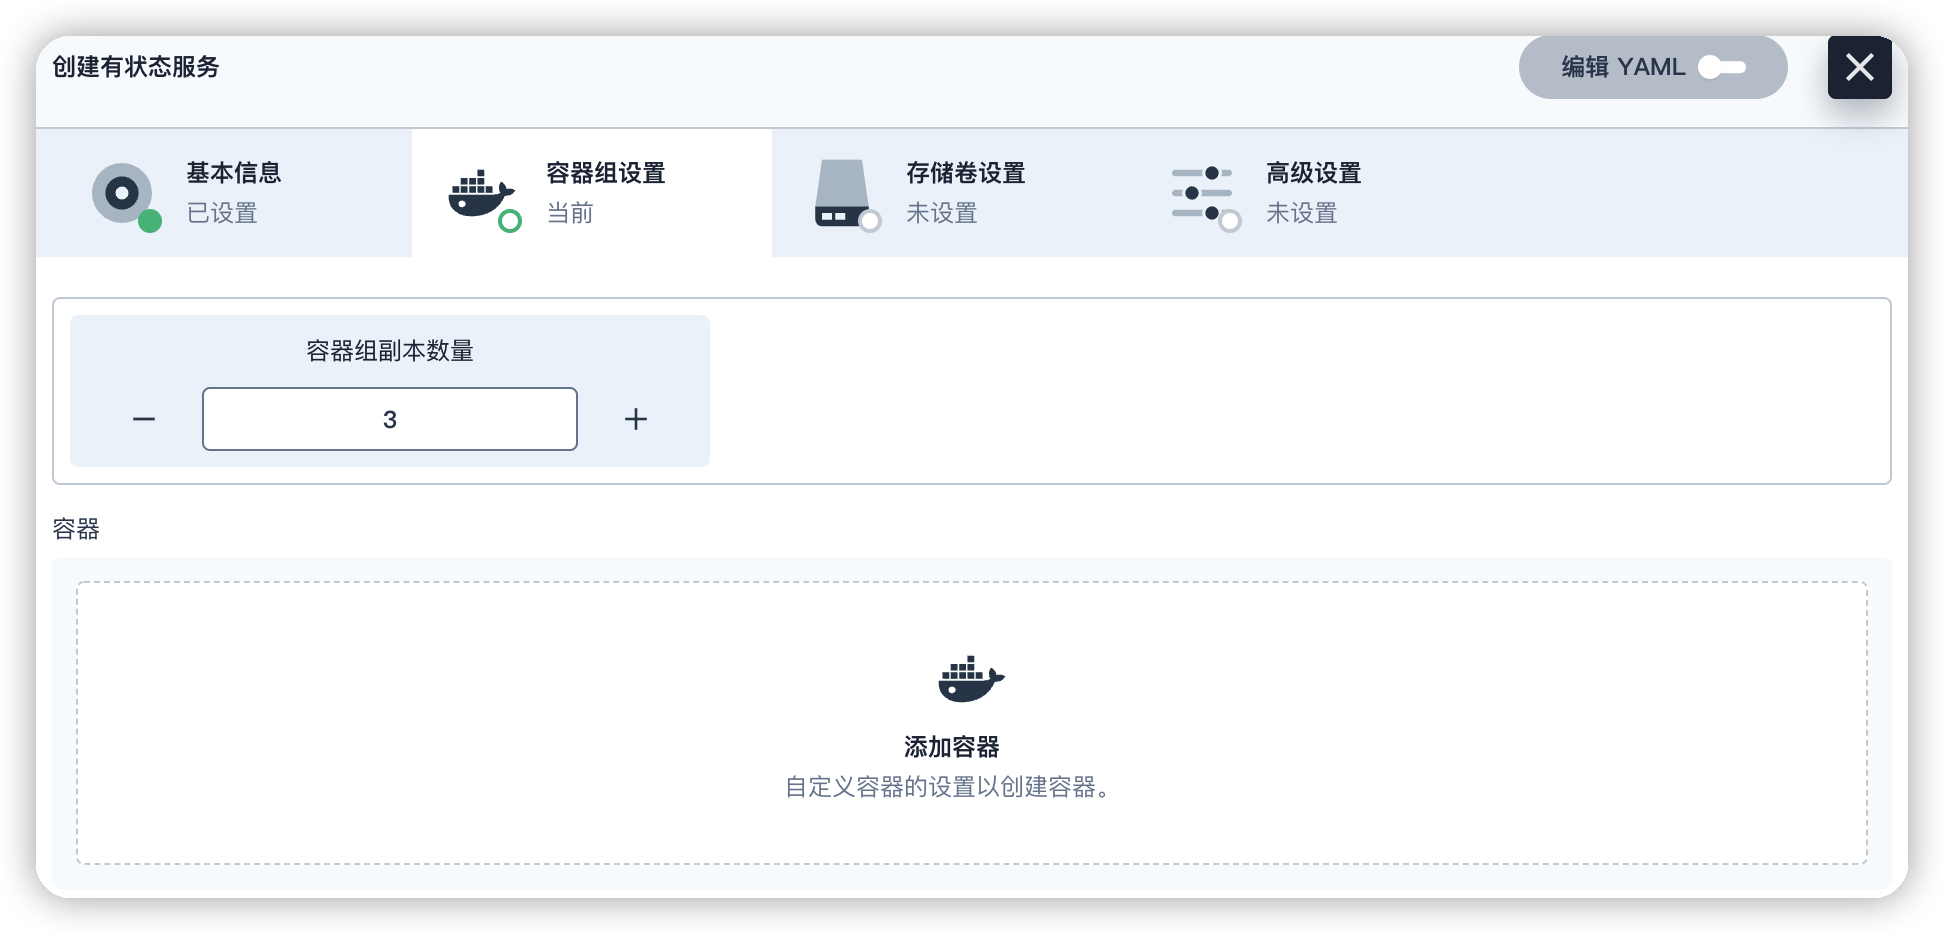 创建有状态服务
编辑 YAML
基本信息
已设置
容器组设置
当前
存储卷设置
未设置
高级设置
未设置
容器组副本数量
3
容器
添加容器
自定义容器的设置以创建容器。